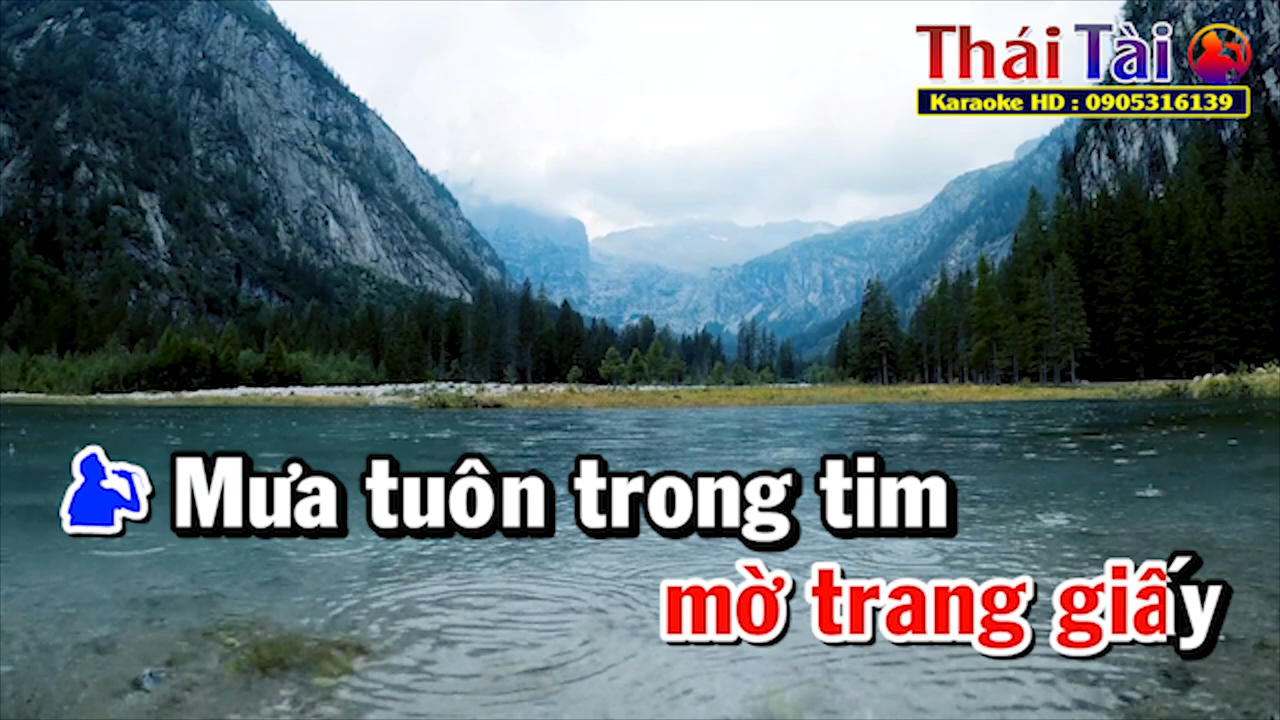 Thái Tài
Karaoke HD : 0905316139
Mưa tuôn trong tim
mờ trang giấy